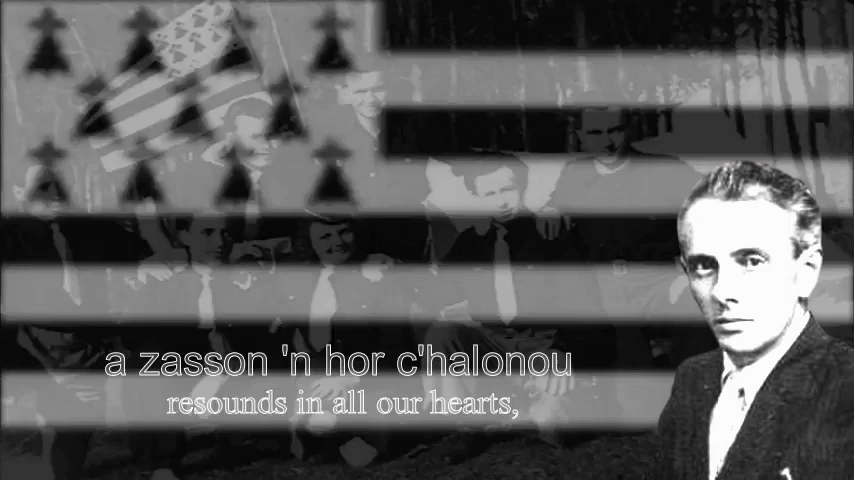 a zasson 'n hor c'halonou
resounds in all our hearts,